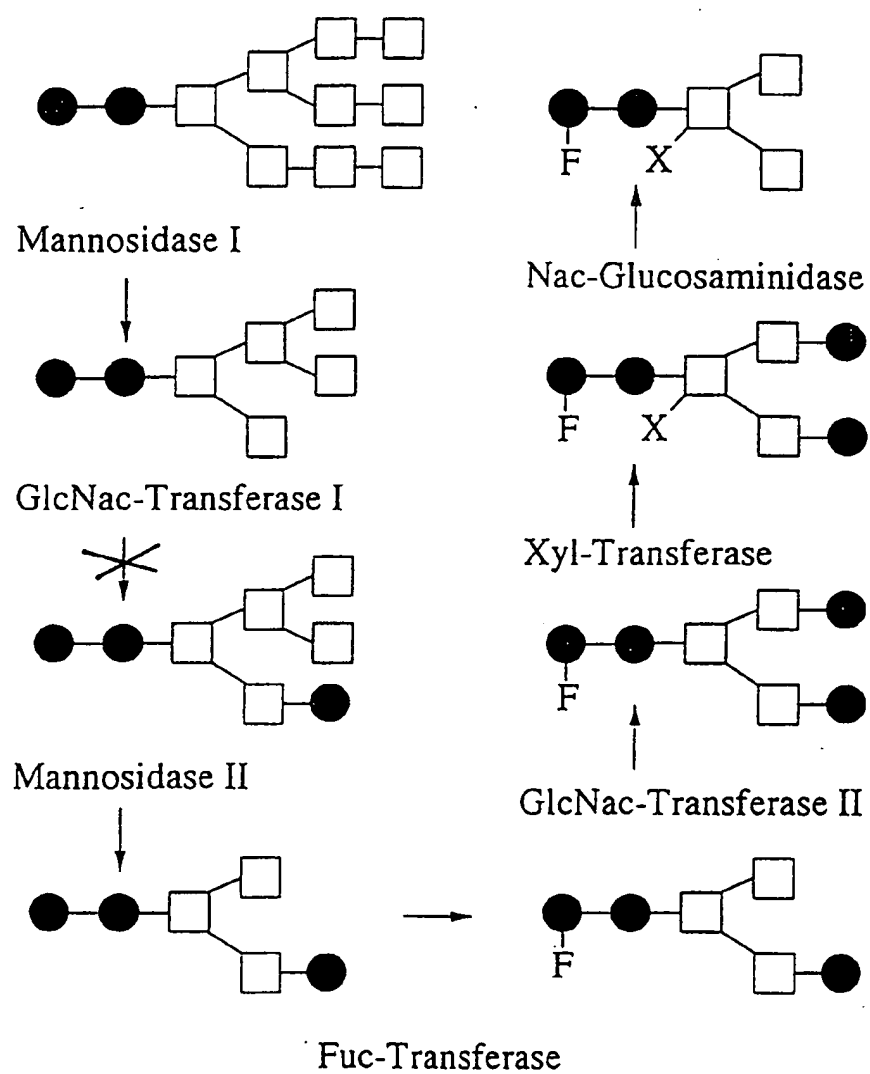 Mannosidase I
GlcNac-Transferase I
Mannosidase II
Fuc-Transferase
F
GlcNac-Transferase II
F
Xyl-Transferase
F
X
Nac-Glucosaminidase
F
X